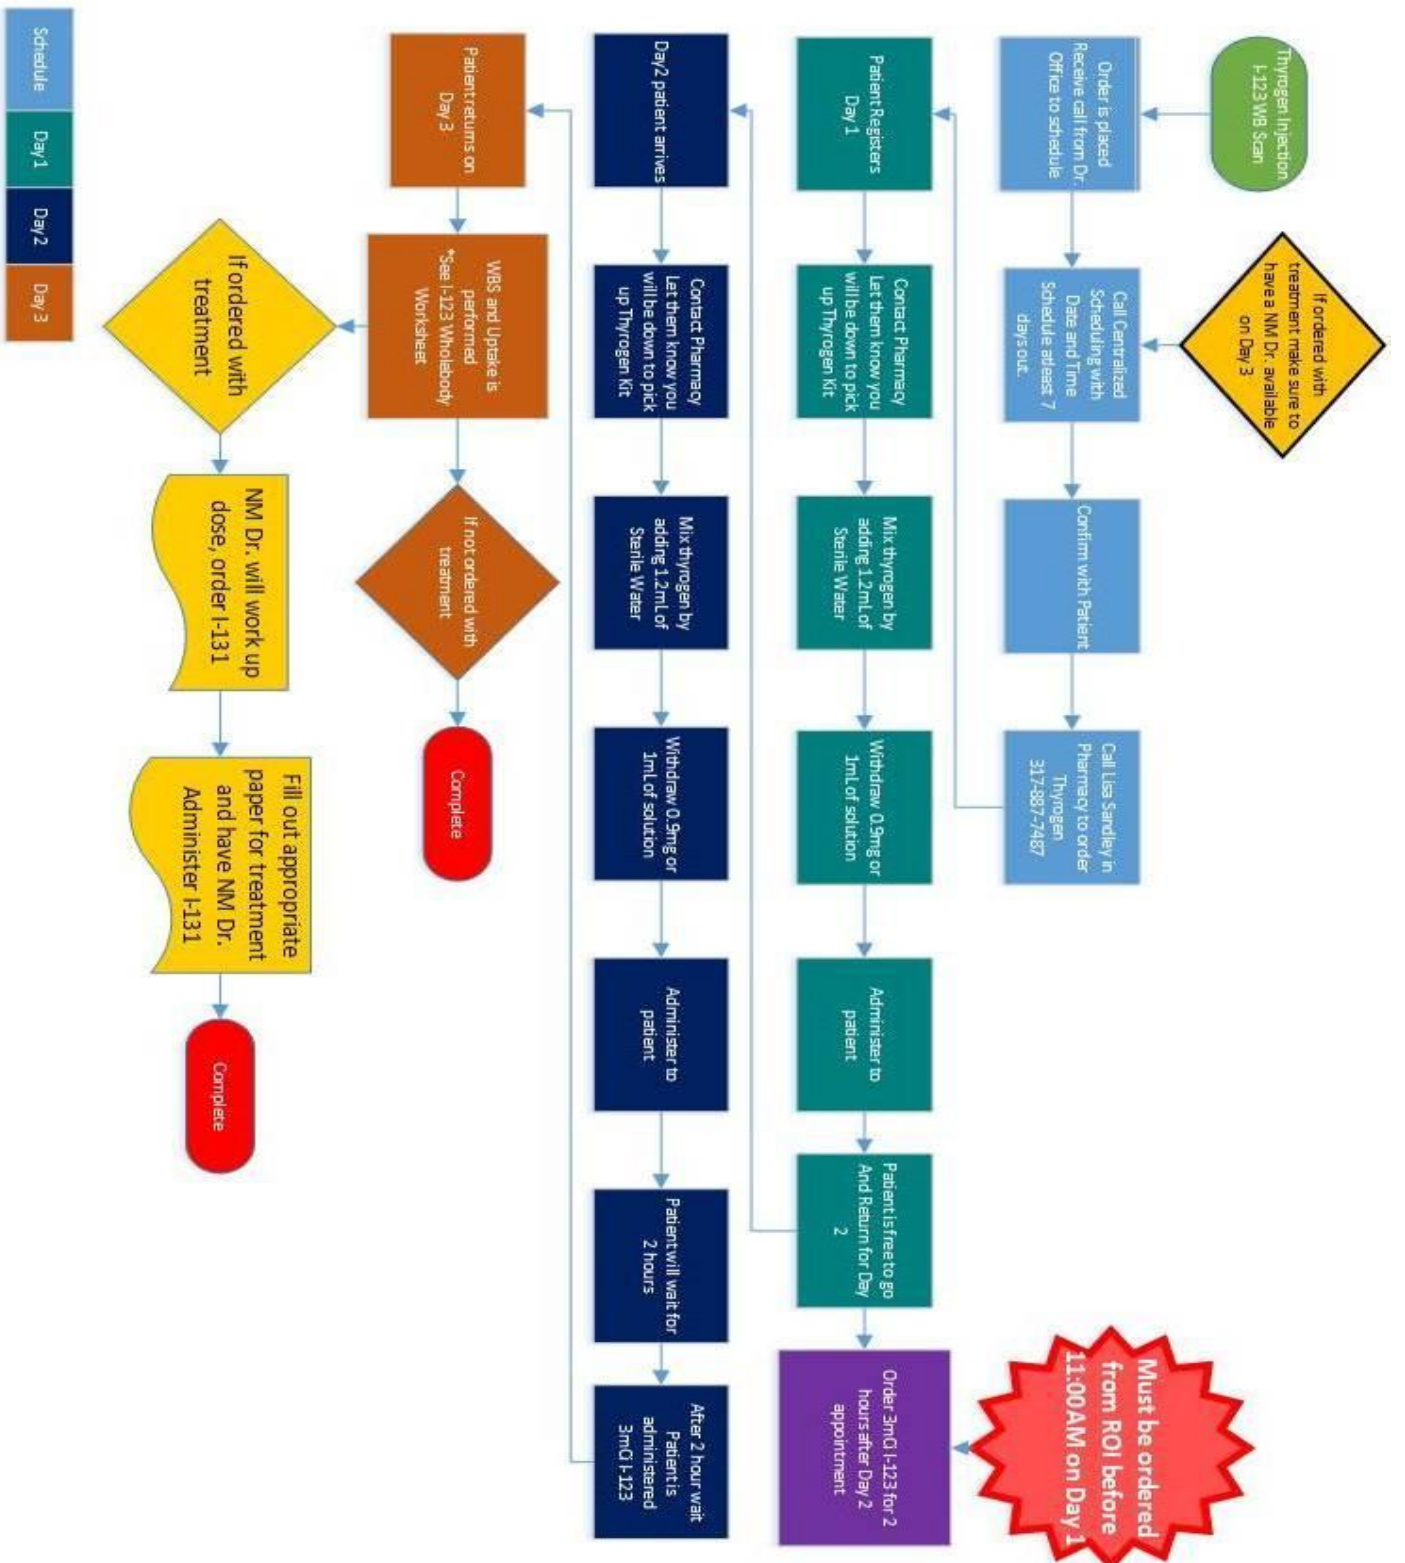 Thyrogen Injection
I-123 WB Scan
If ordered with
treatment make sure to
have a NM Dr. available
on Day 3
Must be ordered
from ROI before
11:00AM on Day 1
Order is placed
Receive call from Dr.
Office to schedule
Call Centralized
Scheduling with
Date and Time
Schedule atleast 7
days out.
Confirm with Patient
Call Lisa Sandley in
Pharmacy to order
Thyrogen
317-887-7487
Patient Registers
Day 1
Contact Pharmacy
Let them know you
will be down to pick
up Thyrogen Kit
Mix thyrogen by
adding 1.2mL of
Sterile Water
Withdraw 0.9mg or
1mL of solution
Administer to
patient
Patient is free to go
And Return for Day
2
Order 3mCi I-123 for 2
hours after Day 2
appointment
Day2 patient arrives
Contact Pharmacy
Let them know you
will be down to pick
up Thyrogen Kit
Mix thyrogen by
adding 1.2mL of
Sterile Water
Withdraw 0.9mg or
1mL of solution
Administer to
patient
Patient will wait for
2 hours
After 2 hour wait
Patient is
administered
3mCi I-123
Patient returns on
Day 3
WBS and Uptake is
performed
*See I-123 Wholebody
Worksheet
If not ordered with
treatment
Complete
If ordered with
treatment
NM Dr. will work up
dose, order I-131
Fill out appropriate
paper for treatment
and have NM Dr.
Administer I-131
Complete
Schedule
Day 1
Day 2
Day 3